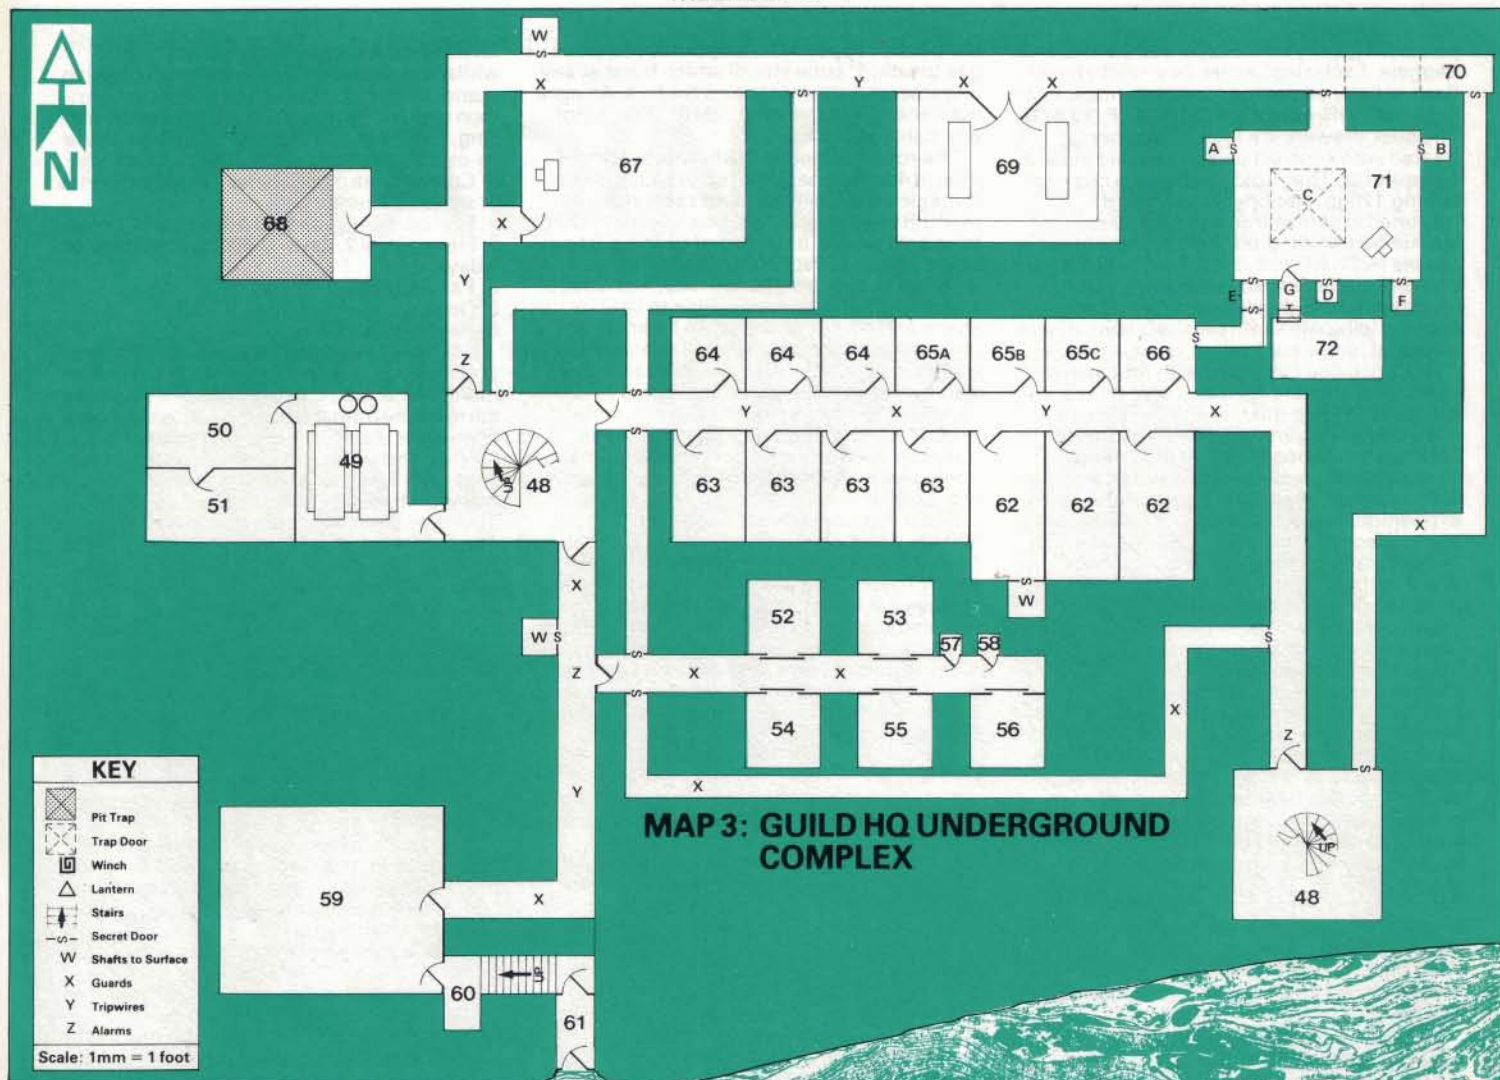 W
S
X
S
Y
X
X
70
S
S
N
A
S
S
B
67
69
71
C
68
X
Y
S
S
S
S
E
G
D
F
S
64
64
64
65A
65B
65C
66
S
72
Z
S
S
Y
X
Y
X
50
49
S
UP
48
63
63
63
63
62
62
62
51
X
X
S
W
52
53
W
S
57
58
S
S
Z
X
X
S
54
55
56
X
Z
S
X
Y
MAP 3: GUILD HQ UNDERGROUND
COMPLEX
UP
48
59
X
60
UP
61
KEY
Pit Trap
Trap Door
Winch
Lantern
Stairs
S Secret Door
W Shafts to Surface
X Guards
Y Tripwires
Z Alarms
Scale: 1mm = 1 foot